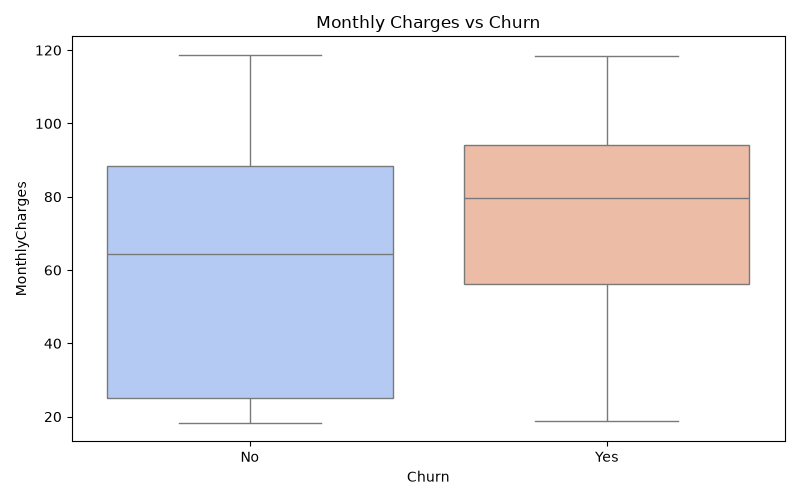 Monthly Charges vs Churn
120
100
80
60
40
20
MonthlyCharges
No
Yes
Churn